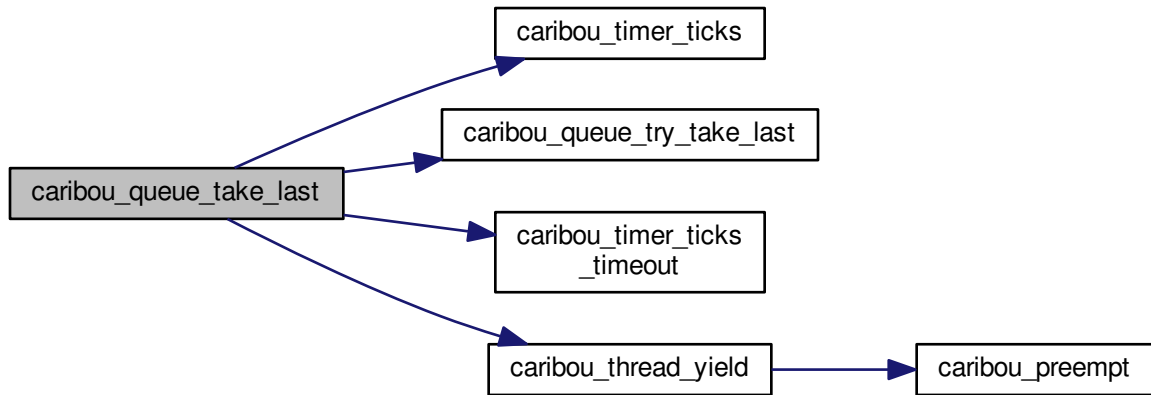 caribou_timer_ticks
caribou_queue_try_take_last
caribou_queue_take_last
caribou_timer_ticks
_timeout
caribou_thread_yield
caribou_preempt